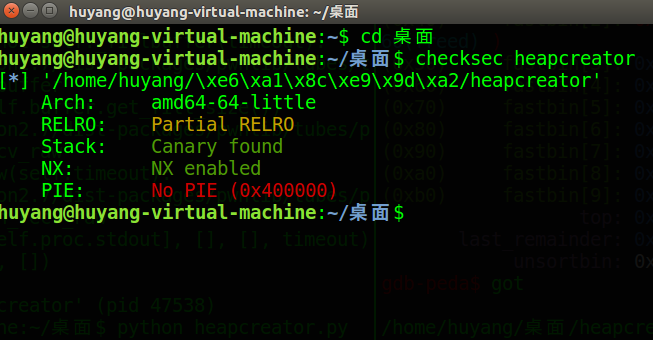 huyang@huyang-virtual-machine: ~/桌面
huyang@huyang-virtual-machine:~$ cd 桌面
huyang@huyang-virtual-machine:~/桌面$ checksec heapcreator
[*] '/home/huyang/\xe6\xa1\x8c\xe9\x9d\xa2/heapcreator'
Arch: amd64-64-little
RELRO: Partial RELRO
Stack: Canary found
NX: NX enabled
PIE: No PIE (0x400000)
huyang@huyang-virtual-machine:~/桌面$